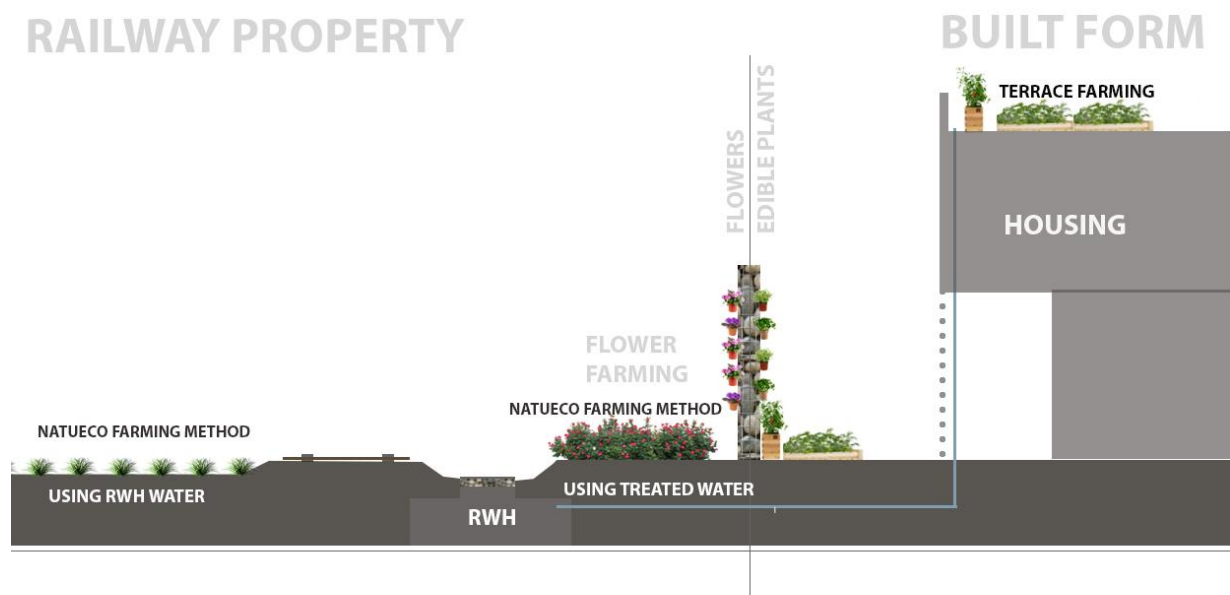 RAILWAY PROPERTY
BUILT FORM
TERRACE FARMING
FLOWERS
EDIBLE PLANTS
HOUSING
FLOWER
FARMING
NATUECO FARMING METHOD
NATUECO FARMING METHOD
USING RWH WATER
USING TREATED WATER
RWH